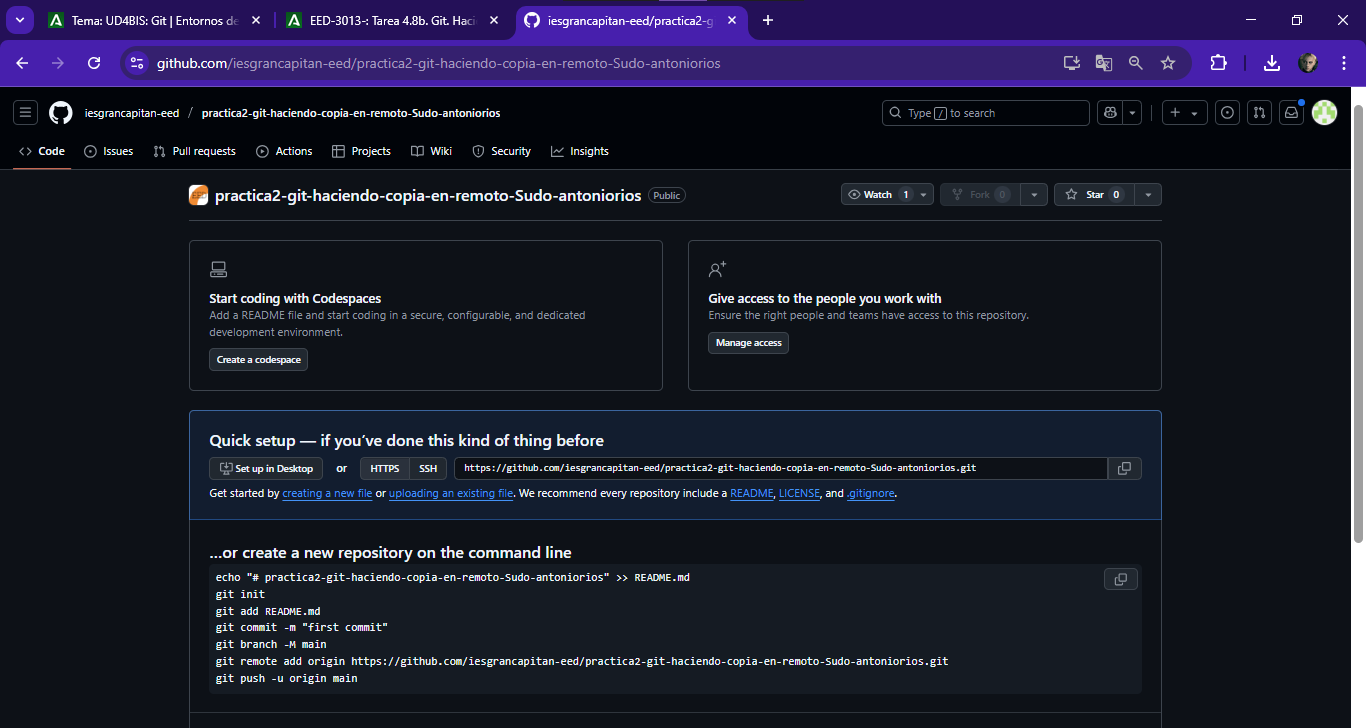 Tema: UD4BIS: Git | Entornos de
EED-3013-: Tarea 4.8b. Git. Haci
iesgrancapitan-eed/practica2-g
github.com/iesgrancapitan-eed/practica2-git-haciendo-copia-en-remoto-Sudo-antoniorios
iesgrancapitan-eed / practica2-git-haciendo-copia-en-remoto-Sudo-antoniorios
Type / to search
Code Issues Pull requests Actions Projects Wiki Security Insights
practica2-git-haciendo-copia-en-remoto-Sudo-antoniorios Public
Watch 1 Fork 0 Star 0
Start coding with Codespaces
Add a README file and start coding in a secure, configurable, and dedicated
development environment.
Create a codespace
Give access to the people you work with
Ensure the right people and teams have access to this repository.
Manage access
Quick setup — if you've done this kind of thing before
Set up in Desktop or HTTPS SSH https://github.com/iesgrancapitan-eed/practica2-git-haciendo-copia-en-remoto-Sudo-antoniorios.git
Get started by creating a new file or uploading an existing file. We recommend every repository include a README, LICENSE, and .gitignore.
…or create a new repository on the command line
echo "# practica2-git-haciendo-copia-en-remoto-Sudo-antoniorios" >> README.md
git init
git add README.md
git commit -m "first commit"
git branch -M main
git remote add origin https://github.com/iesgrancapitan-eed/practica2-git-haciendo-copia-en-remoto-Sudo-antoniorios.git
git push -u origin main